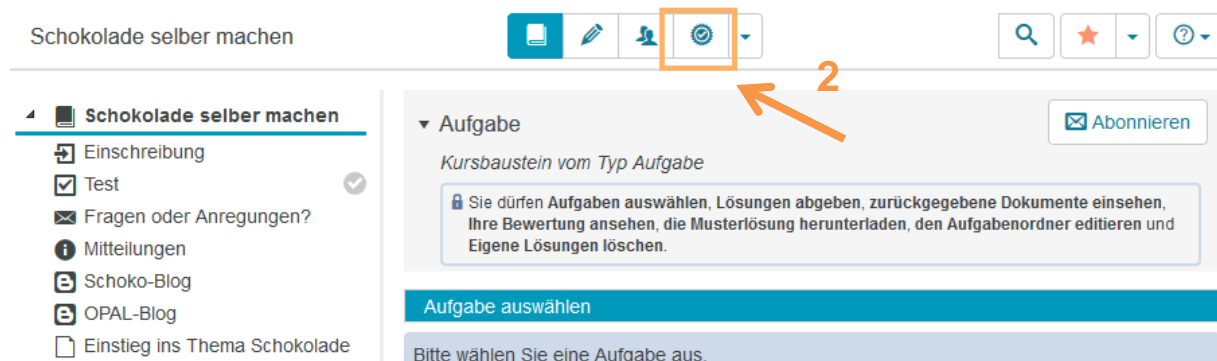 Schokolade selber machen
2
Schokolade selber machen
Einschreibung
Test
Fragen oder Anregungen?
Mitteilungen
Schoko-Blog
OPAL-Blog
Einstieg ins Thema Schokolade
Aufgabe
Abonnieren
Kursbaustein vom Typ Aufgabe
Sie dürfen Aufgaben auswählen, Lösungen abgeben, zurückgegebene Dokumente einsehen,
Ihre Bewertung ansehen, die Musterlösung herunterladen, den Aufgabenordner editieren und
Eigene Lösungen löschen.
Aufgabe auswählen
Bitte wählen Sie eine Aufgabe aus.